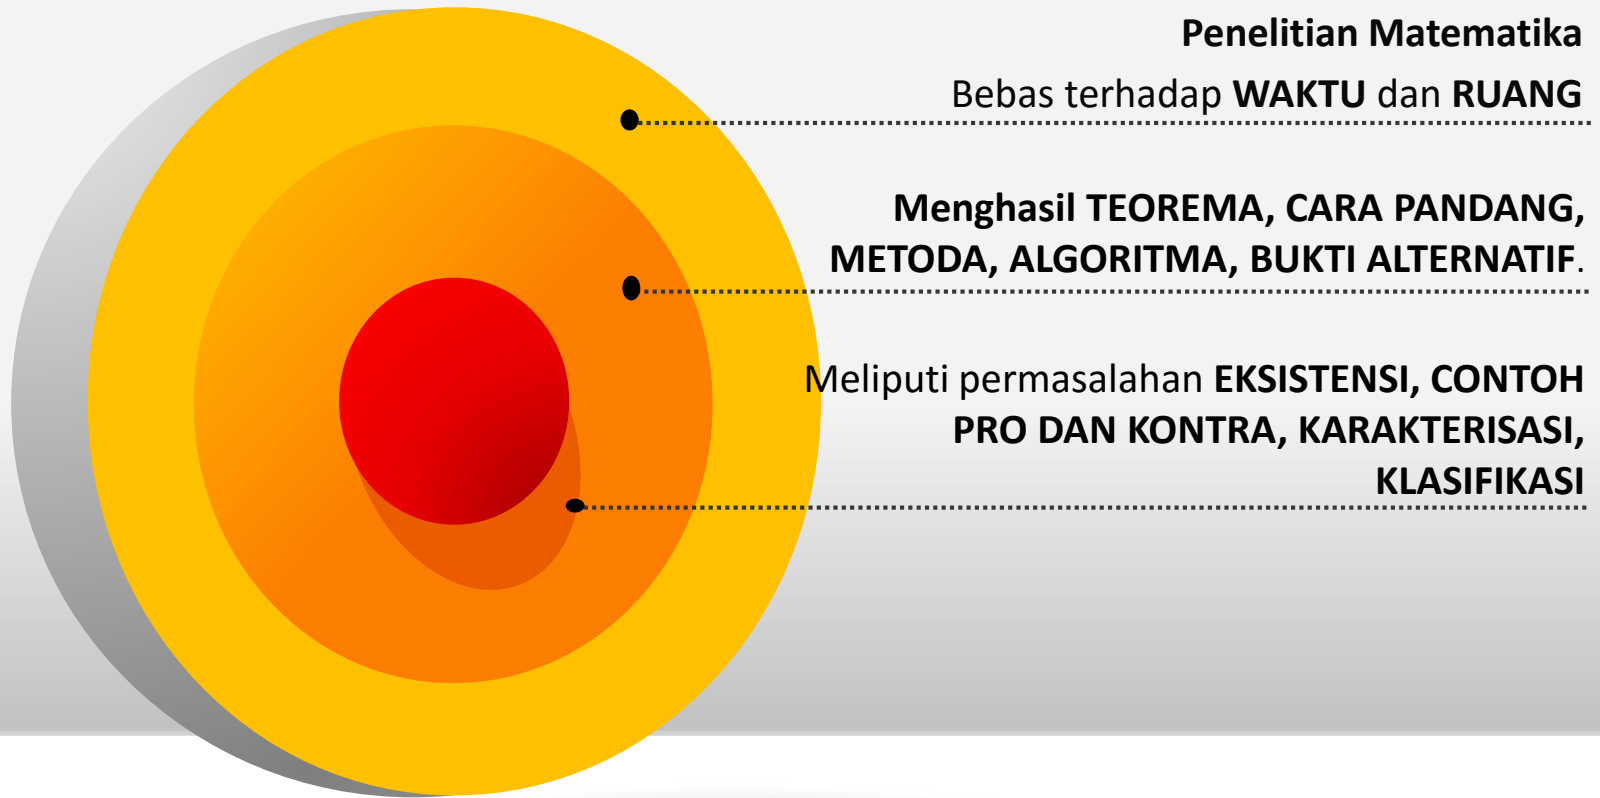 Penelitian Matematika
Bebas terhadap WAKTU dan RUANG
Menghasil TEOREMA, CARA PANDANG,
METODA, ALGORITMA, BUKTI ALTERNATIF.
Meliputi permasalahan EKSISTENSI, CONTOH
PRO DAN KONTRA, KARAKTERISASI,
KLASIFIKASI